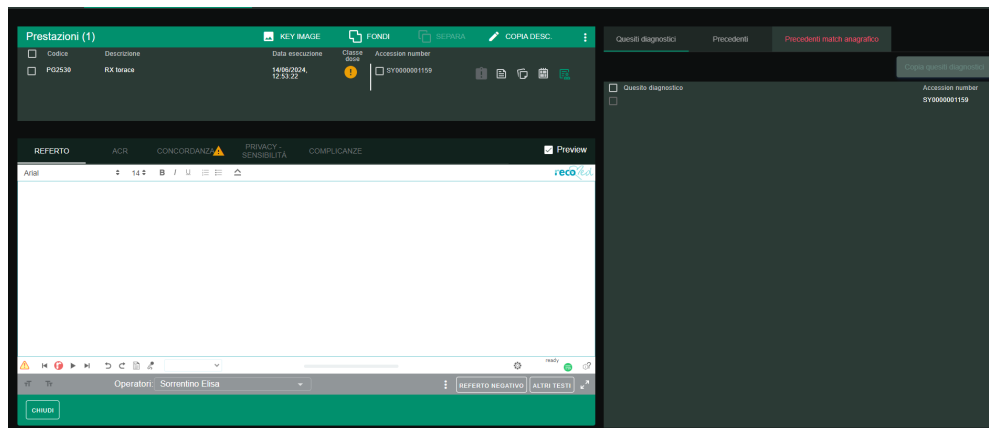 Prestazioni (1)
KEY IMAGE
FONDI
SEPARA
COPIA DESC.
Codice
Descrizione
Data esecuzione
Classe dose
Accession number
PG2530
RX torace
14/06/2024, 12:53:22
SY0000001159
REFERTO
ACR
CONCORDANZA
PRIVACY - SENSIBILITÀ
COMPLICANZE
Preview
Arial
14
B I U
ready
Operatori:
Sorrentino Elisa
REFERTO NEGATIVO
ALTRI TESTI
CHIUDI
Quesiti diagnostici
Precedenti
Precedenti match anagrafico
Copia quesiti diagnostici
Quesito diagnostico
Accession number
SY0000001159